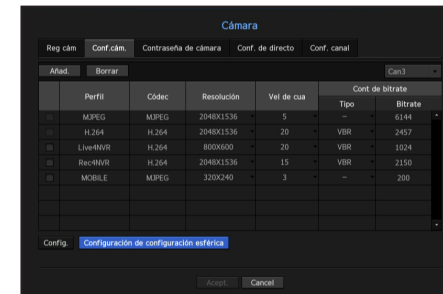 Cámara
Reg cám Conf.cám. Contraseña de cámara Conf. de directo Conf. canal
Añad. Borrar Can3
Perfil Códec Resolución Vel de cua Cont de bitrate
Tipo Bitrate
MJPEG MJPEG 2048X1536 5 - 6144
H.264 H.264 2048X1536 20 VBR 2457
Live4NVR H.264 800X600 20 VBR 1024
Rec4NVR H.264 2048X1536 15 VBR 2150
MOBILE MJPEG 320X240 3 - 200
Config. Configuración de configuración esférica
Acept. Cancel